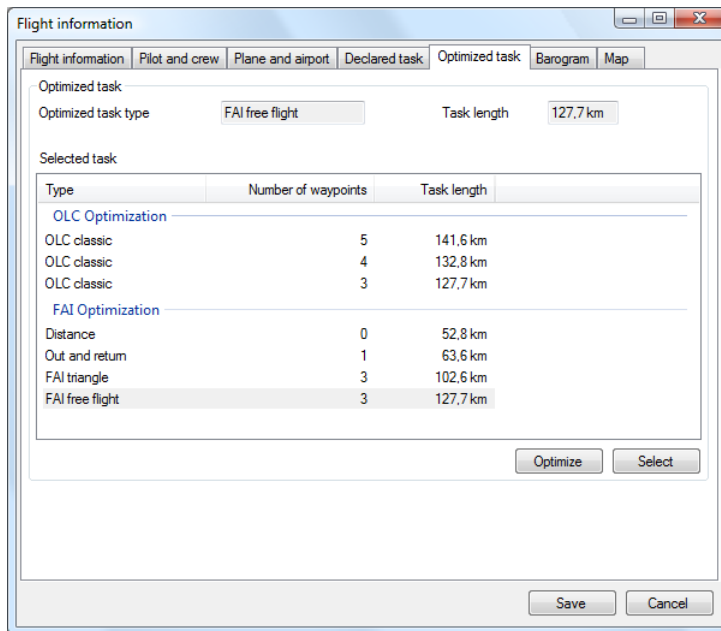 Flight information
Flight information Pilot and crew Plane and airport Declared task Optimized task Barogram Map
Optimized task
Optimized task type FAI free flight Task length 127,7 km
Selected task
Type Number of waypoints Task length
OLC Optimization
OLC classic 5 141,6 km
OLC classic 4 132,8 km
OLC classic 3 127,7 km
FAI Optimization
Distance 0 52,8 km
Out and return 1 63,6 km
FAI triangle 3 102,6 km
FAI free flight 3 127,7 km
Optimize Select
Save Cancel